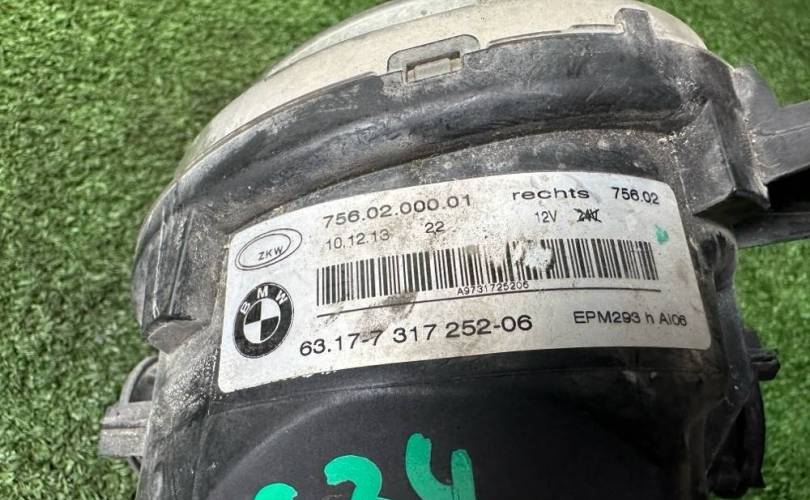 756.02.000.01 rechts 756.02
ZKW 10.12.13 22 12V 24V
A9731725206
BMW
63.17-7 317 252-06 EPM293 h AI06